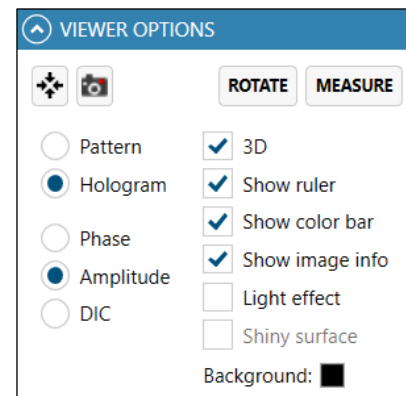 VIEWER OPTIONS
ROTATE MEASURE
Pattern
Hologram
Phase
Amplitude
DIC
3D
Show ruler
Show color bar
Show image info
Light effect
Shiny surface
Background: